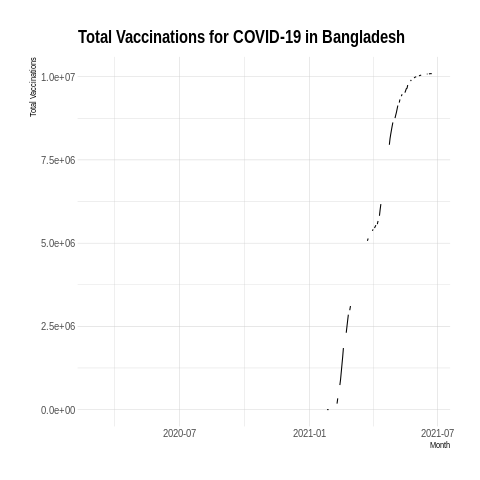 Total Vaccinations for COVID-19 in Bangladesh
Total Vaccinations
1.0e+07
7.5e+06
5.0e+06
2.5e+06
0.0e+00
2020-07
2021-01
2021-07
Month